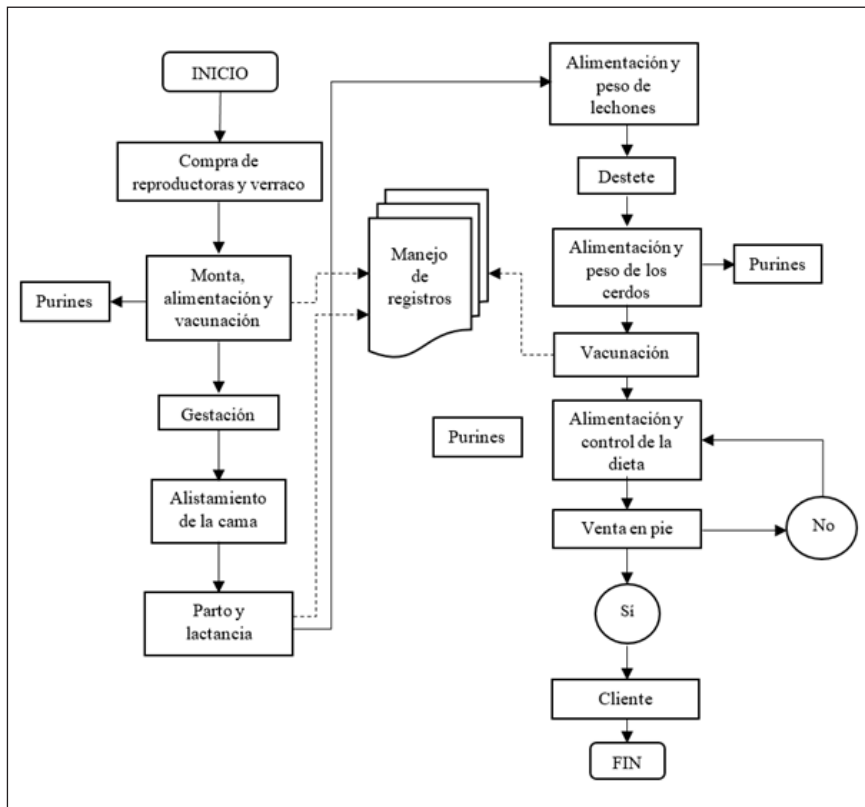 INICIO
Compra de
reproductoras y verraco
Monta,
alimentación y
vacunación
Purines
Gestación
Alistamiento
de la cama
Parto y
lactancia
Manejo
de
registros
Alimentación y
peso de
lechones
Destete
Alimentación y
peso de los
cerdos
Purines
Vacunación
Alimentación y
control de la
dieta
Purines
Venta en pie
No
Sí
Cliente
FIN